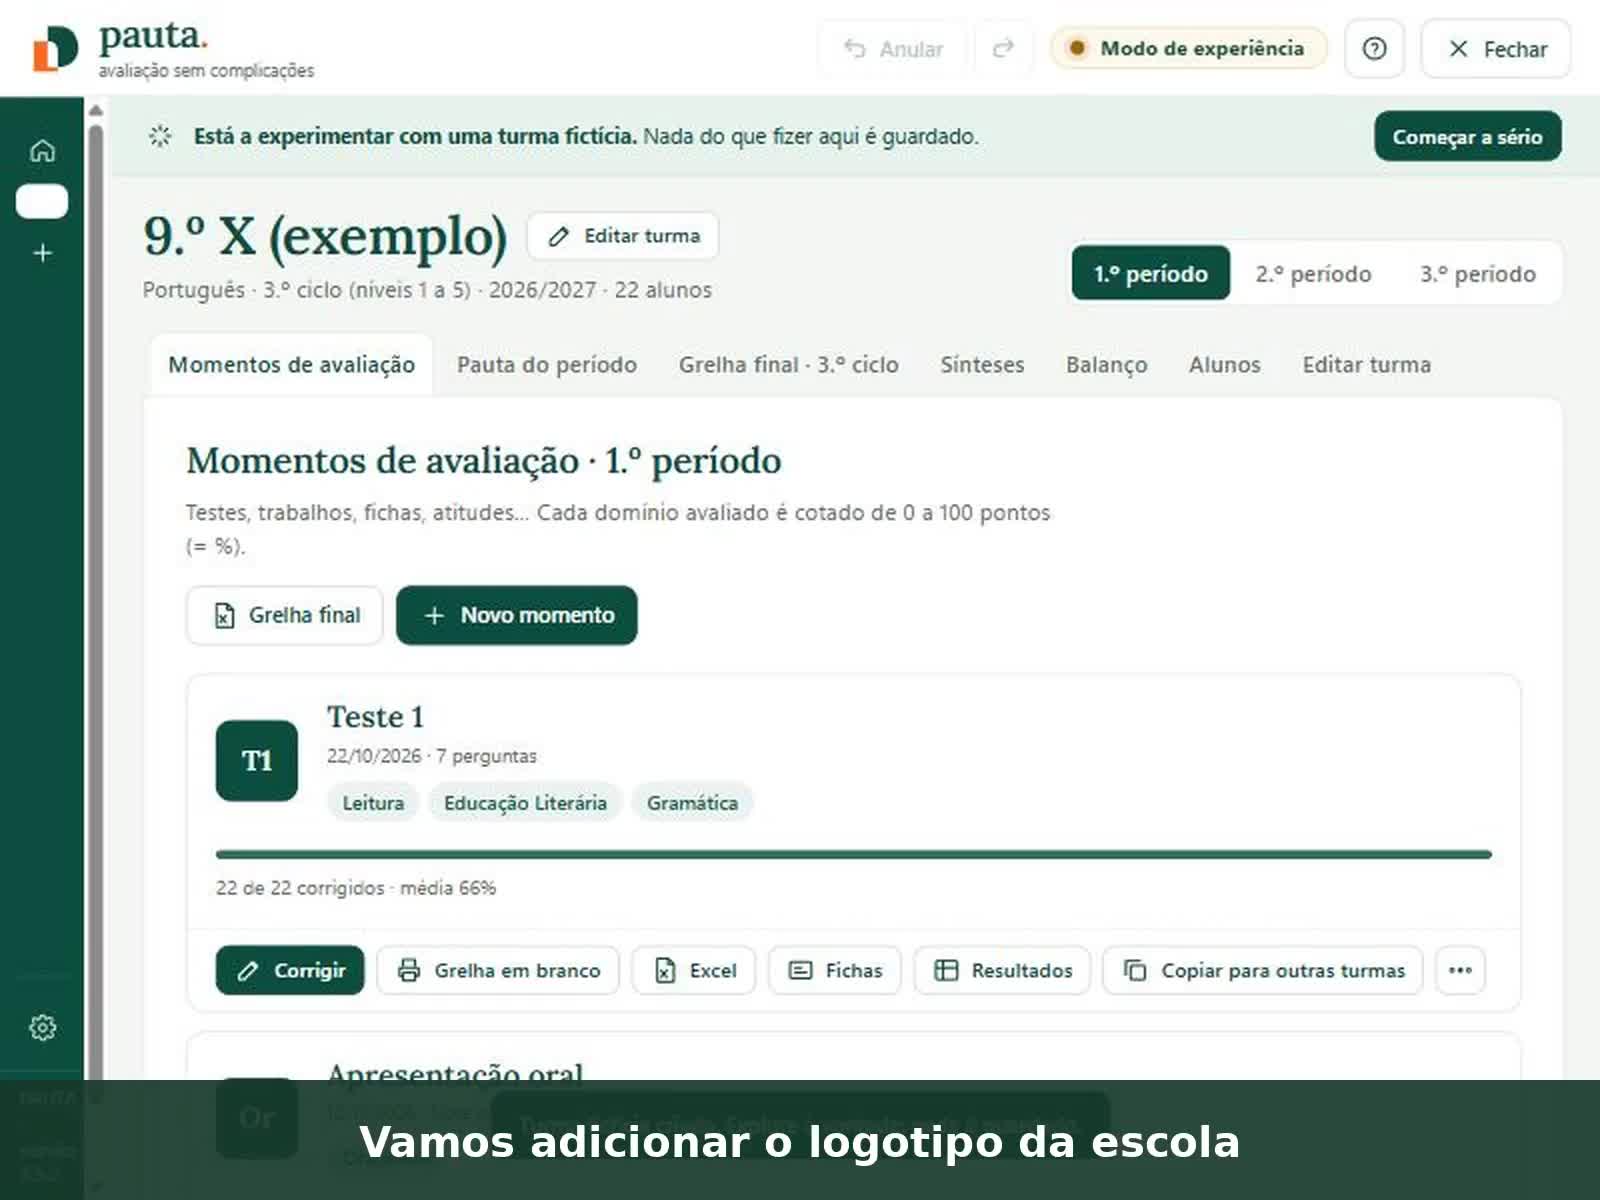 pauta.
avaliação sem complicações
Anular
Modo de experiência
Fechar
Está a experimentar com uma turma fictícia. Nada do que fizer aqui é guardado.
Começar a sério
9.º X (exemplo)
Editar turma
Português · 3.º ciclo (níveis 1 a 5) · 2026/2027 · 22 alunos
1.º período
2.º período
3.º período
Momentos de avaliação
Pauta do período
Grelha final · 3.º ciclo
Sínteses
Balanço
Alunos
Editar turma
Momentos de avaliação · 1.º período
Testes, trabalhos, fichas, atitudes... Cada domínio avaliado é cotado de 0 a 100 pontos
(= %).
Grelha final
Novo momento
T1
Teste 1
22/10/2026 · 7 perguntas
Leitura
Educação Literária
Gramática
22 de 22 corrigidos · média 66%
Corrigir
Grelha em branco
Excel
Fichas
Resultados
Copiar para outras turmas
Apresentação oral
Or
PAUTA
Vamos adicionar o logotipo da escola